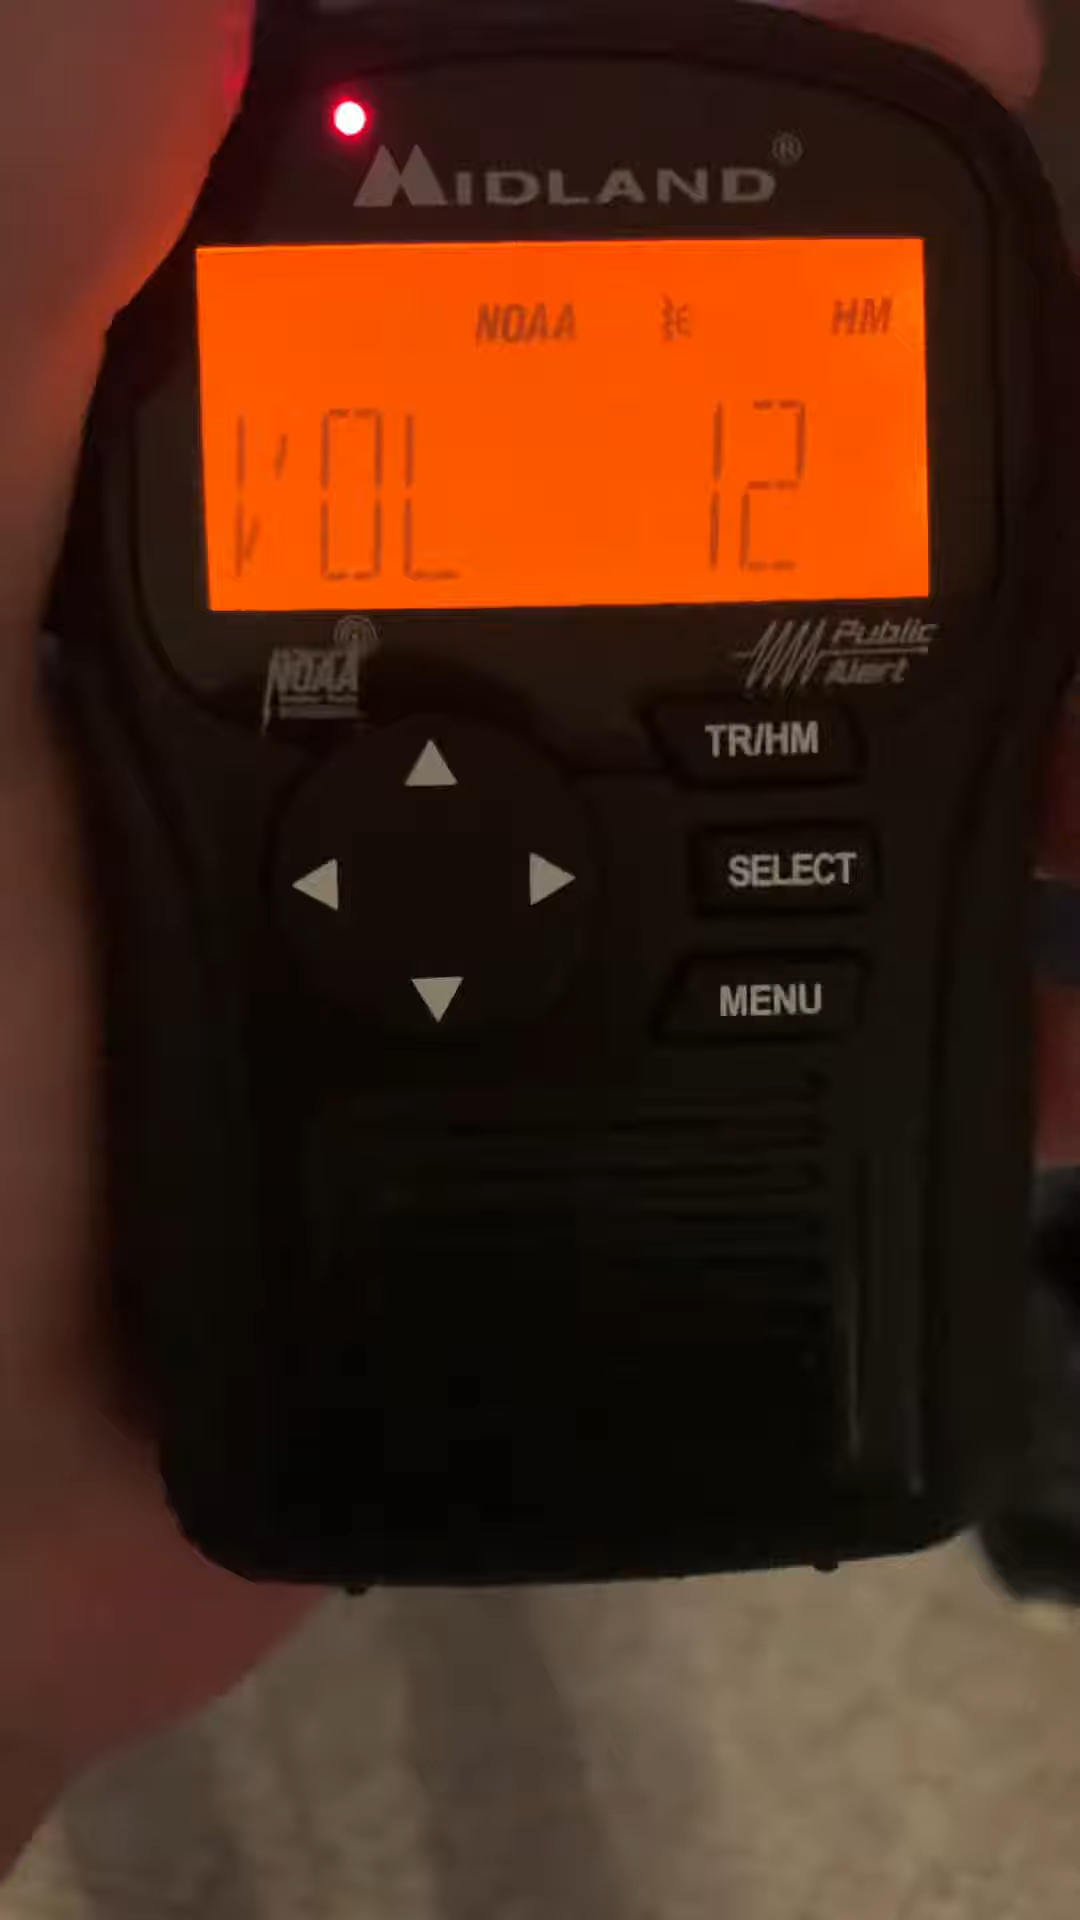 MIDLAND®
NOAA HM
VOL 12
NOAA
Public
Alert
TR/HM
SELECT
MENU